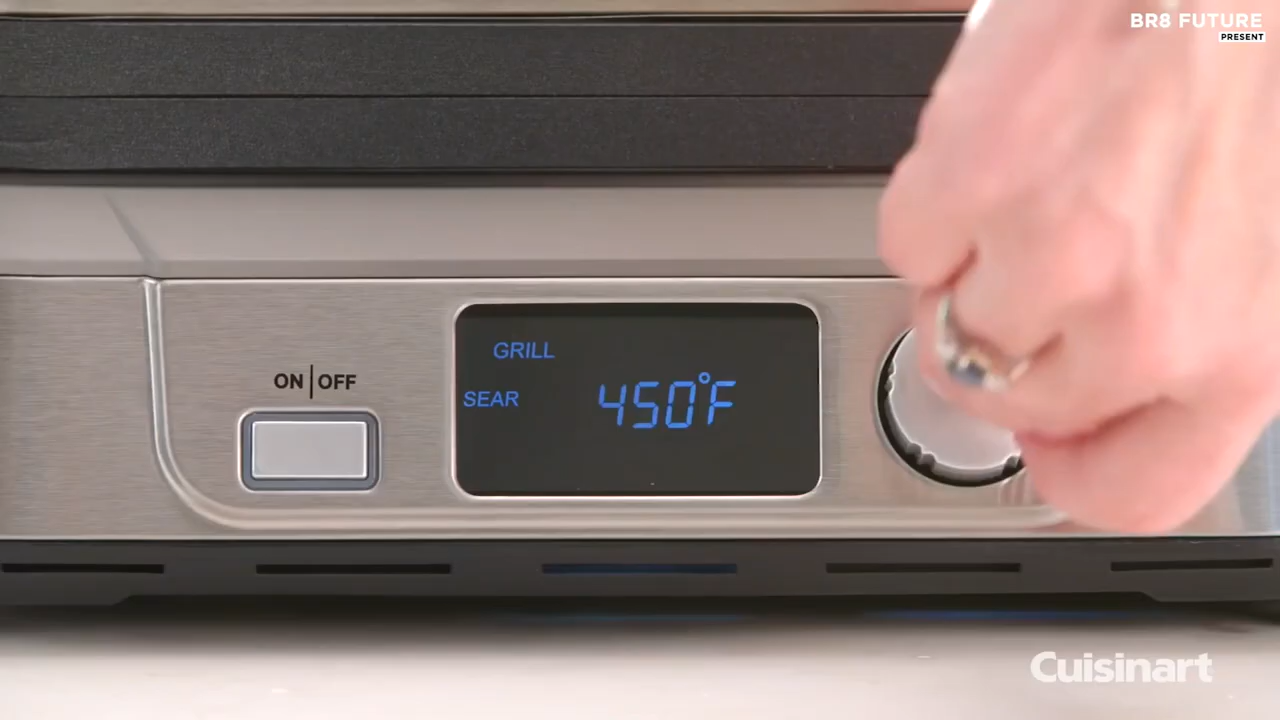 BR8 FUTURE
PRESENT
GRILL
SEAR
450°F
ON|OFF
Cuisinart